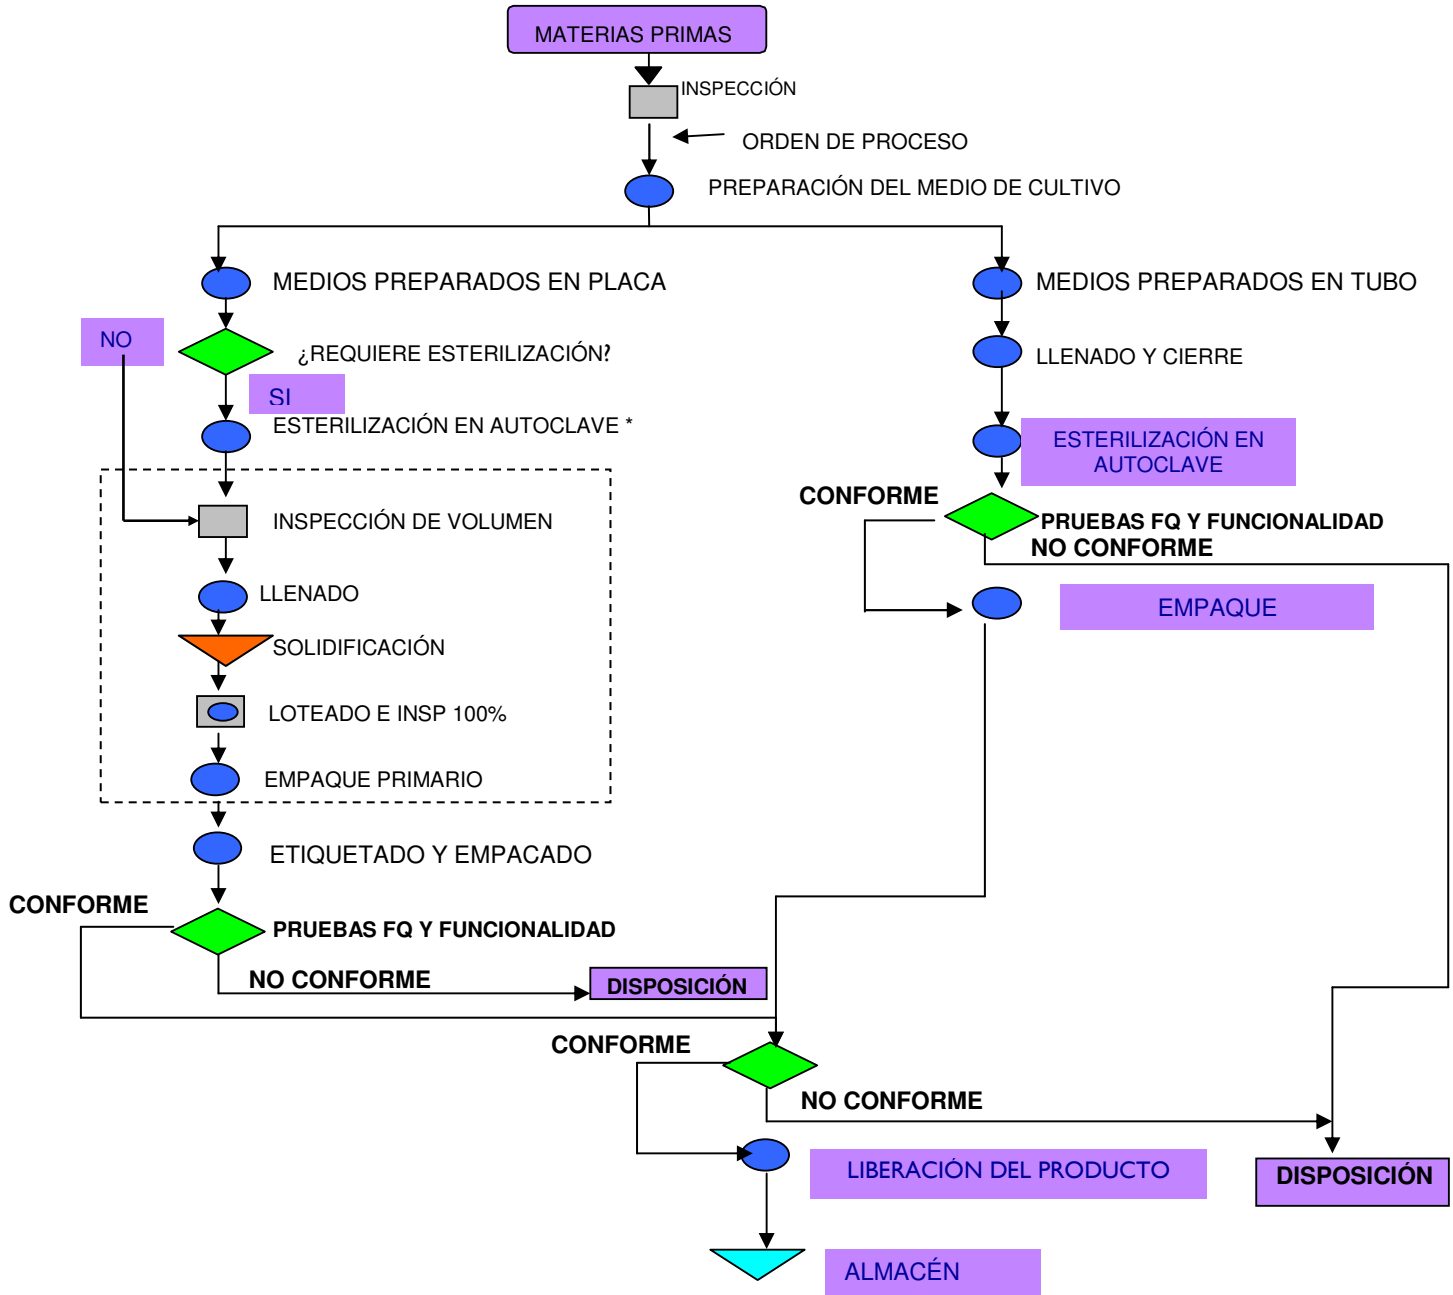 MATERIAS PRIMAS
INSPECCIÓN
ORDEN DE PROCESO
PREPARACIÓN DEL MEDIO DE CULTIVO
MEDIOS PREPARADOS EN PLACA
NO
¿REQUIERE ESTERILIZACIÓN?
SI
ESTERILIZACIÓN EN AUTOCLAVE *
INSPECCIÓN DE VOLUMEN
LLENADO
SOLIDIFICACIÓN
LOTEADO E INSP 100%
EMPAQUE PRIMARIO
ETIQUETADO Y EMPACADO
CONFORME
PRUEBAS FQ Y FUNCIONALIDAD
NO CONFORME
DISPOSICIÓN
MEDIOS PREPARADOS EN TUBO
LLENADO Y CIERRE
ESTERILIZACIÓN EN
AUTOCLAVE
CONFORME
PRUEBAS FQ Y FUNCIONALIDAD
NO CONFORME
EMPAQUE
CONFORME
NO CONFORME
LIBERACIÓN DEL PRODUCTO
DISPOSICIÓN
ALMACÉN